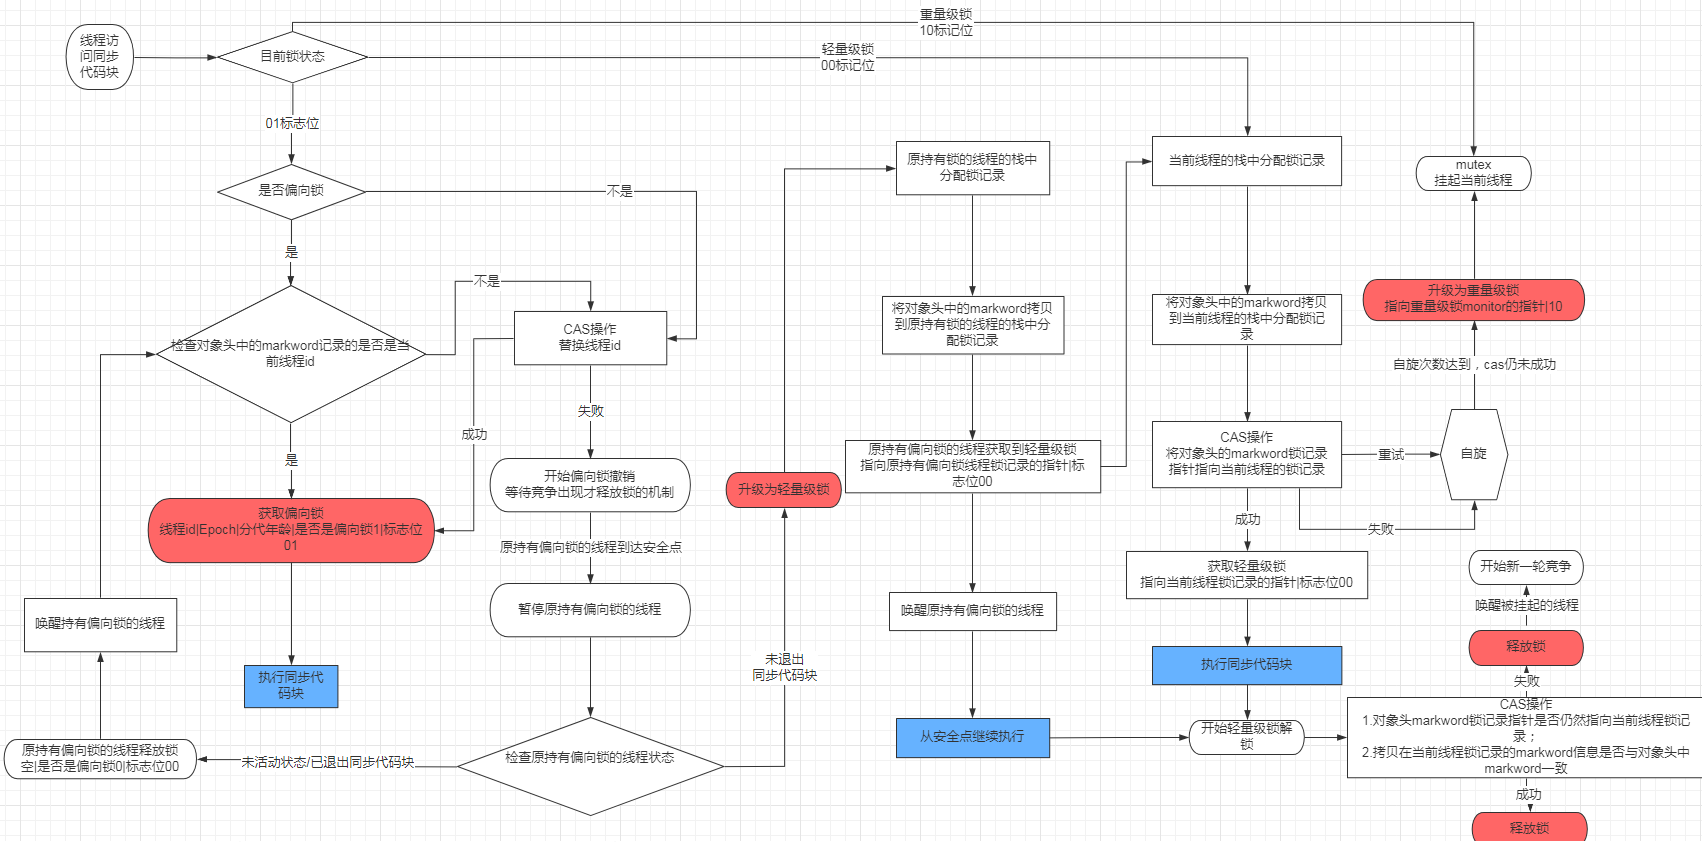 重量级锁
10标记位
线程访
问同步
代码块
目前锁状态
轻量级锁
00标记位
01标志位
是否偏向锁
不是
是
不是
检查对象头中的markword记录的是否是当
前线程id
CAS操作
替换线程id
是
成功
失败
获取偏向锁
线程id|Epoch|分代年龄|是否是偏向锁1|标志位
01
开始偏向锁撤销
等待竞争出现才释放锁的机制
原持有偏向锁的线程到达安全点
暂停原持有偏向锁的线程
唤醒持有偏向锁的线程
执行同步代
码块
原持有偏向锁的线程释放锁
空|是否是偏向锁0|标志位00
未活动状态/已退出同步代码块
检查原持有偏向锁的线程状态
未退出
同步代码块
升级为轻量级锁
原持有锁的线程的栈中
分配锁记录
将对象头中的markword拷贝
到原持有锁的线程的栈中分
配锁记录
原持有偏向锁的线程获取到轻量级锁
指向原持有偏向锁线程锁记录的指针|标
志位00
唤醒原持有偏向锁的线程
从安全点继续执行
当前线程的栈中分配锁记录
将对象头中的markword拷贝
到当前线程的栈中分配锁记
录
CAS操作
将对象头的markword锁记录
指针指向当前线程的锁记录
重试
自旋
成功
失败
获取轻量级锁
指向当前线程锁记录的指针|标志位00
执行同步代码块
开始轻量级锁解
锁
mutex
挂起当前线程
升级为重量级锁
指向重量级锁monitor的指针|10
自旋次数达到，cas仍未成功
开始新一轮竞争
唤醒被挂起的线程
释放锁
失败
CAS操作
1.对象头markword锁记录指针是否仍然指向当前线程锁记
录；
2.拷贝在当前线程锁记录的markword信息是否与对象头中
markword一致
成功
释放锁